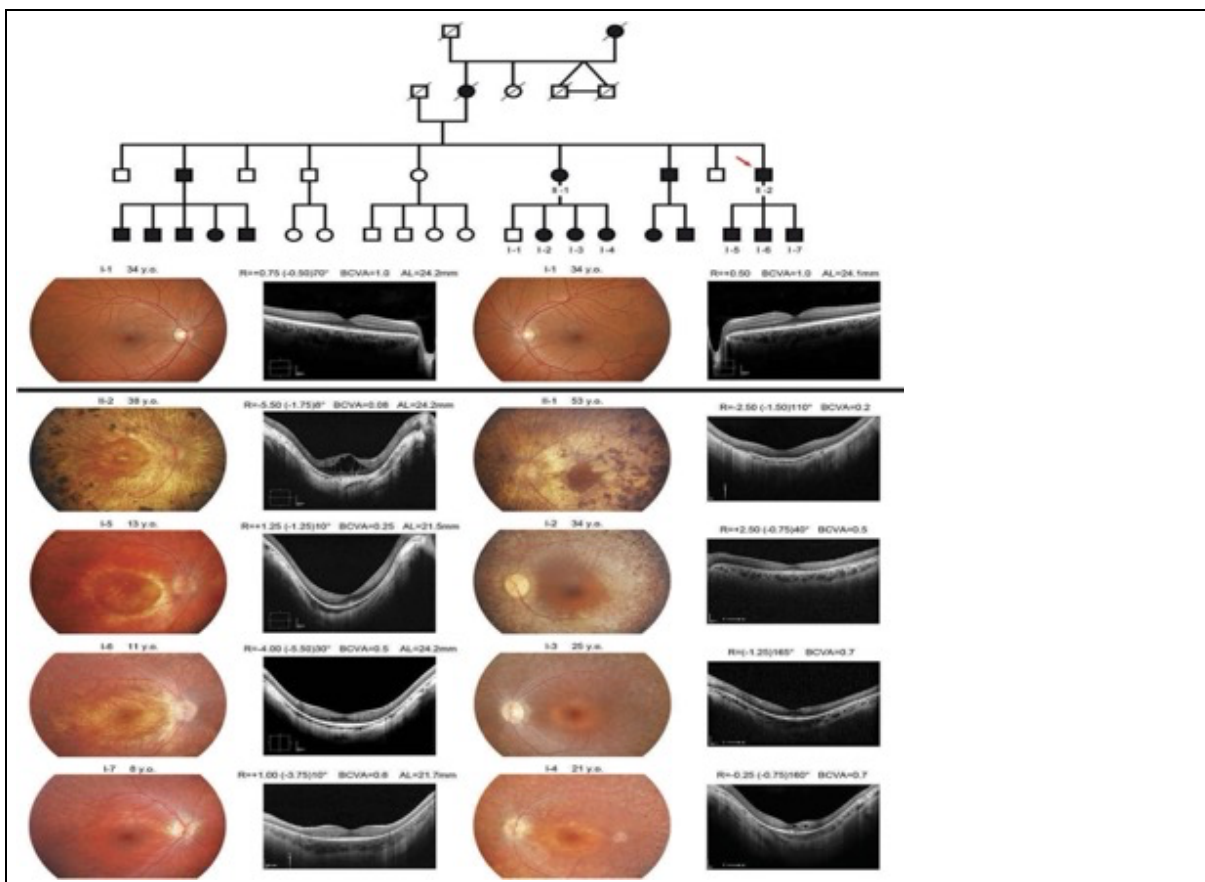 II-1 II-2
I-1 I-2 I-3 I-4 I-5 I-6 I-7
I-1 34 y.o. R=+0.75 (-0.50)70° BCVA=1.0 AL=24.2mm I-1 34 y.o. R=+0.50 BCVA=1.0 AL=24.1mm
II-2 38 y.o. R=-5.50 (-1.75)8° BCVA=0.08 AL=24.2mm II-1 53 y.o. R=-2.50 (-1.50)110° BCVA=0.2
I-5 13 y.o. R=+1.25 (-1.25)10° BCVA=0.25 AL=21.5mm I-2 34 y.o. R=+2.50 (-0.75)40° BCVA=0.5
I-6 11 y.o. R=-4.00 (-5.50)30° BCVA=0.5 AL=24.2mm I-3 25 y.o. R=(-1.25)165° BCVA=0.7
I-7 y.o. R=+1.00 (-3.75)10° BCVA=0.6 AL=21.7mm I-4 21 y.o. R=-0.25 (-0.75)160° BCVA=0.7